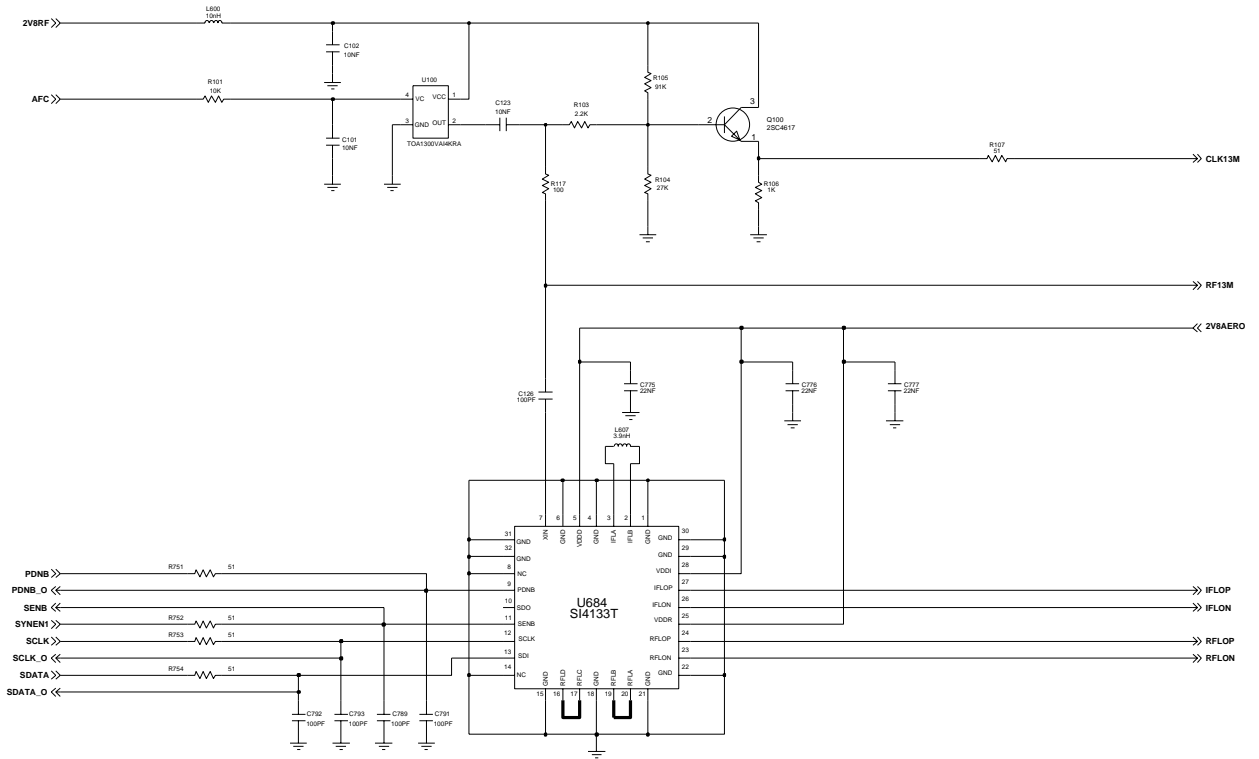 L600
10nH
2V8RF
C102
10NF
R101
10K
AFC
U100
4 VC VCC 1
3 GND OUT 2
TOA1300VAI4KRA
C101
10NF
C123
10NF
R103
2.2K
R105
91K
R104
27K
R117
100
3
2
1
Q100
2SC4617
R106
1K
R107
51
CLK13M
RF13M
2V8AERO
C126
100PF
C775
22NF
C776
22NF
C777
22NF
L607
3.9nH
7 6 5 4 3 2 1
XIN GND VDDD GND IFLA IFLB GND
31 GND
32 GND
8 NC
9 PDNB
10 SDO
11 SENB
12 SCLK
13 SDI
14 NC
U684
SI4133T
GND 30
GND 29
VDDI 28
IFLOP 27
IFLON 26
VDDR 25
RFLOP 24
RFLON 23
GND 22
GND RFLD RFLC GND RFLB RFLA GND
15 16 17 18 19 20 21
PDNB
R751 51
PDNB_O
SENB
SYNEN1
R752 51
SCLK
R753 51
SCLK_O
SDATA
R754 51
SDATA_O
C792
100PF
C793
100PF
C789
100PF
C791
100PF
IFLOP
IFLON
RFLOP
RFLON